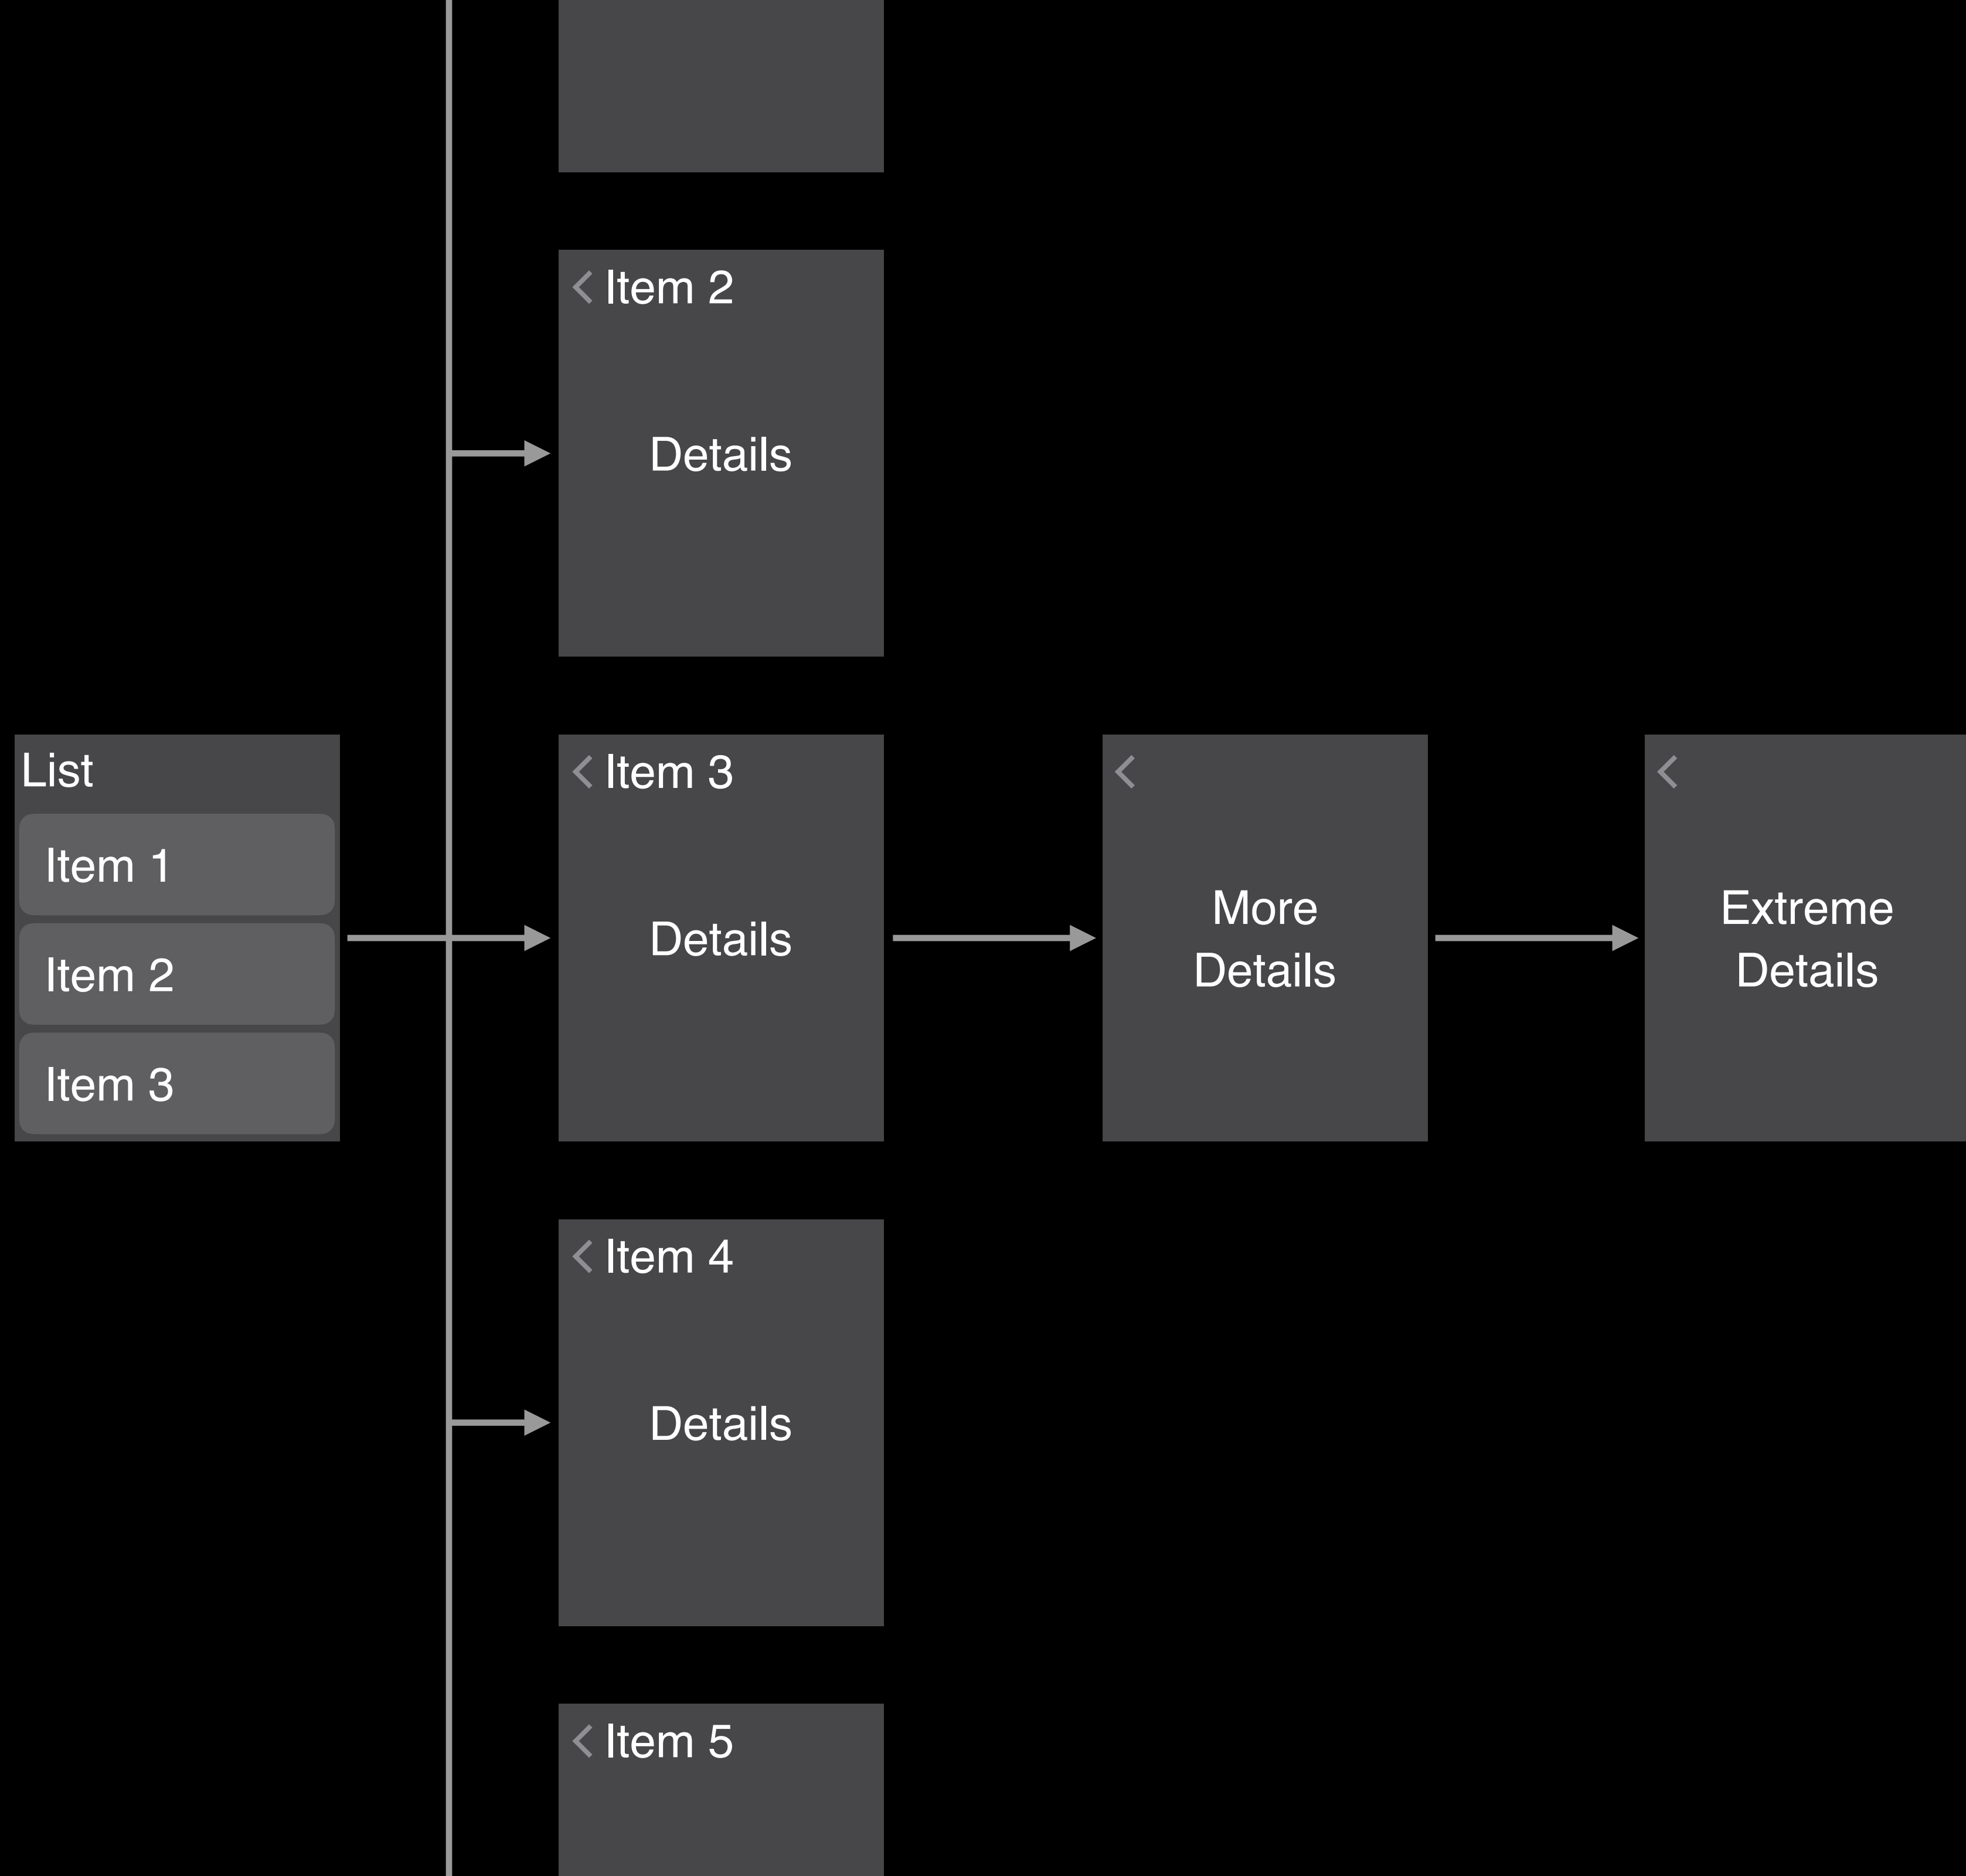 Item 2
Details
List
Item 1
Item 2
Item 3
Item 3
Details
More
Details
Extreme
Details
Item 4
Details
Item 5